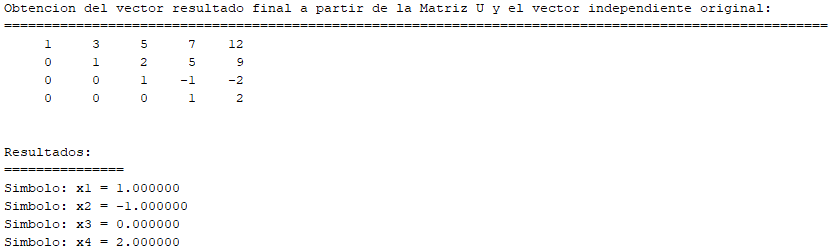 Obtencion del vector resultado final a partir de la Matriz U y el vector independiente original:
=======================================================================================================
1 3 5 7 12
0 1 2 5 9
0 0 1 -1 -2
0 0 0 1 2
Resultados:
===============
Simbolo: x1 = 1.000000
Simbolo: x2 = -1.000000
Simbolo: x3 = 0.000000
Simbolo: x4 = 2.000000